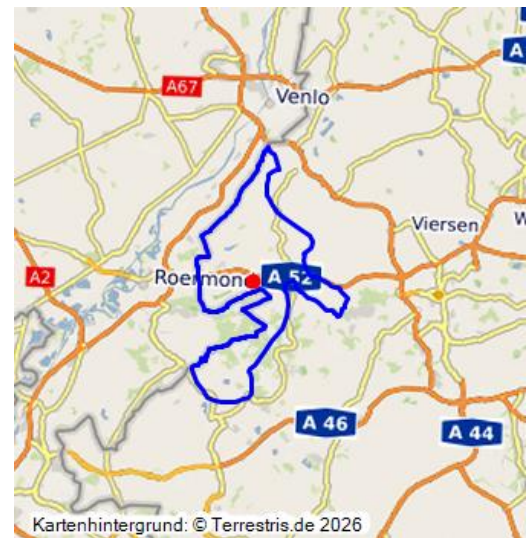 A
A67
Venlo
Viersen
W
A2
Roermon
A 52
A 46
A 44
Kartenhintergrund: © Terrestris.de 2026